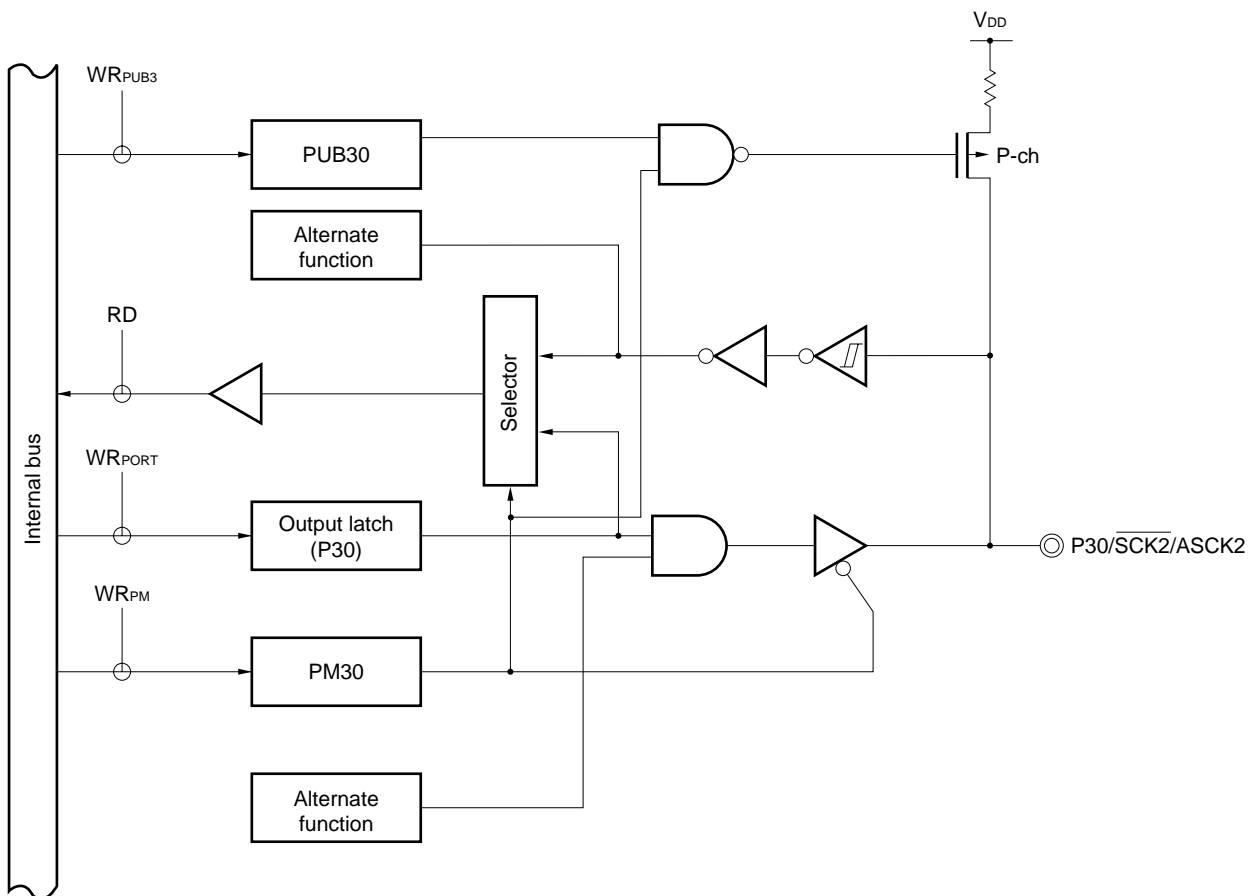 VDD
WRPUB3
PUB30
P-ch
Alternate
function
RD
Selector
Internal bus
WRPORT
Output latch
(P30)
P30/SCK2/ASCK2
WRPM
PM30
Alternate
function